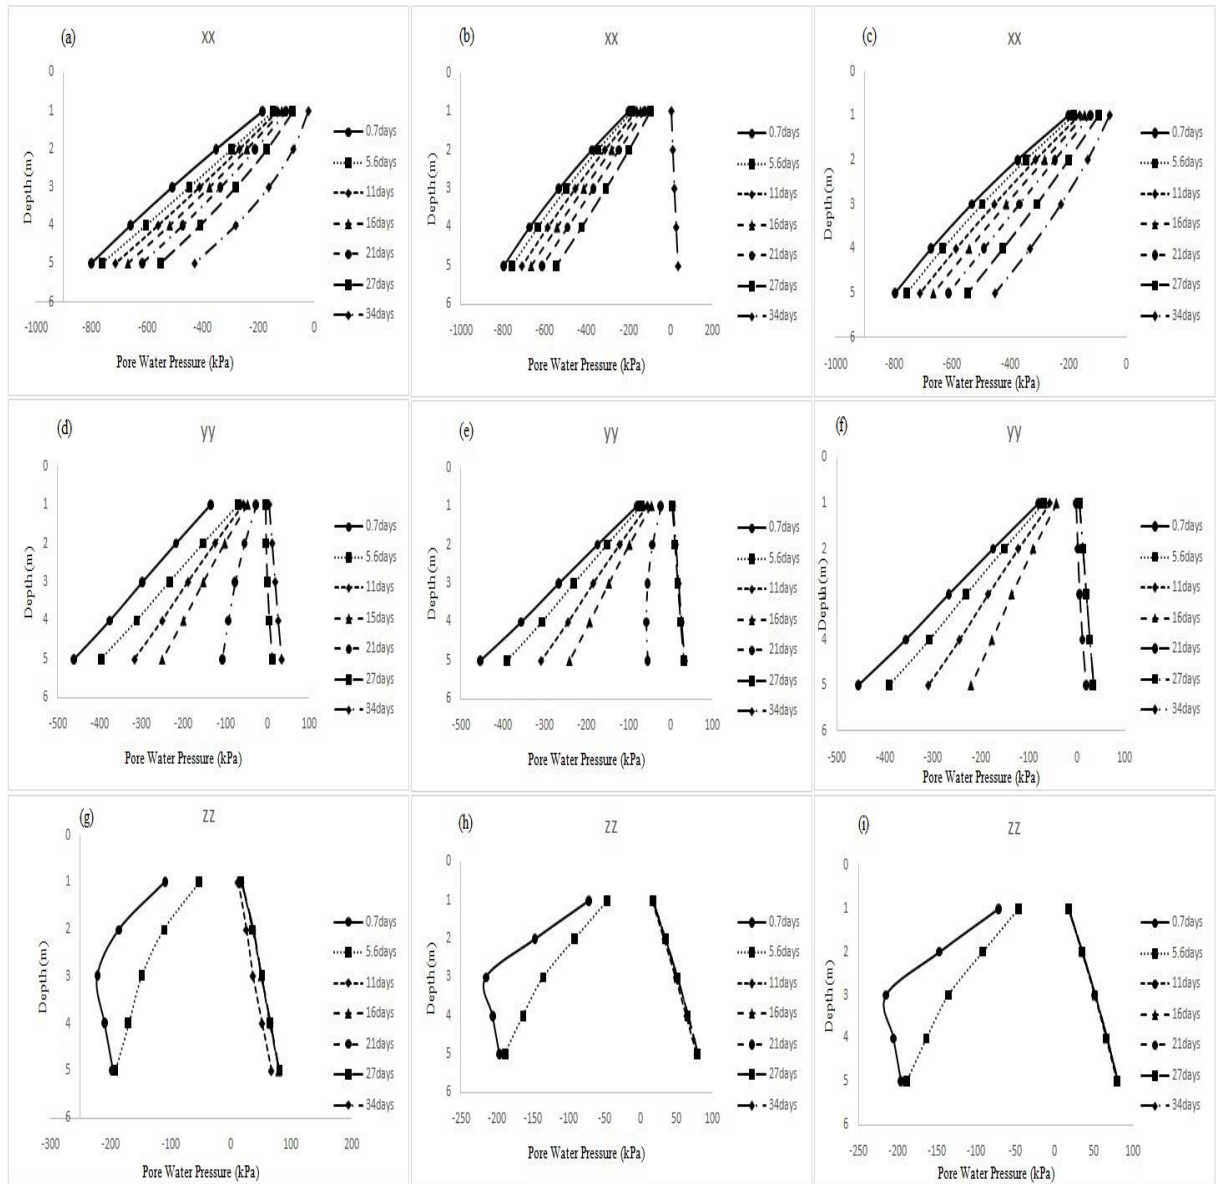 (a)
xx
0
1
2
3
4
5
6
Depth (m)
-1000 -800 -600 -400 -200 0
Pore Water Pressure (kPa)
0.7days
5.6days
11days
16days
21days
27days
34days
(b)
xx
0
1
2
3
4
5
6
Depth (m)
-1000 -800 -600 -400 -200 0 200
Pore Water Pressure (kPa)
0.7days
5.6days
11days
16days
21days
27days
34days
(c)
xx
0
1
2
3
4
5
6
Depth (m)
-1000 -800 -600 -400 -200 0
Pore Water Pressure (kPa)
0.7days
5.6days
11days
16days
21days
27days
34days
(d)
yy
0
1
2
3
4
5
6
Depth (m)
-500 -400 -300 -200 -100 0 100
Pore Water Pressure (kPa)
0.7days
5.6days
11days
15days
21days
27days
34days
(e)
yy
0
1
2
3
4
5
6
Depth (m)
-500 -400 -300 -200 -100 0 100
Pore Water Pressure (kPa)
0.7days
5.6days
11days
16days
21days
27days
34days
(f)
yy
0
1
2
3
4
5
6
Depth (m)
-500 -400 -300 -200 -100 0 100
Pore Water Pressure (kPa)
0.7days
5.6days
11days
16days
21days
27days
34days
(g)
zz
0
1
2
3
4
5
6
Depth (m)
-300 -200 -100 0 100 200
Pore Water Pressure (kPa)
0.7days
5.6days
11days
16days
21days
27days
34days
(h)
zz
0
1
2
3
4
5
6
Depth (m)
-250 -200 -150 -100 -50 0 50 100
Pore Water Pressure (kPa)
0.7days
5.6days
11days
16days
21days
27days
34days
(i)
zz
0
1
2
3
4
5
6
Depth (m)
-250 -200 -150 -100 -50 0 50 100
Pore Water Pressure (kPa)
0.7days
5.6days
11days
16days
21days
27days
34days